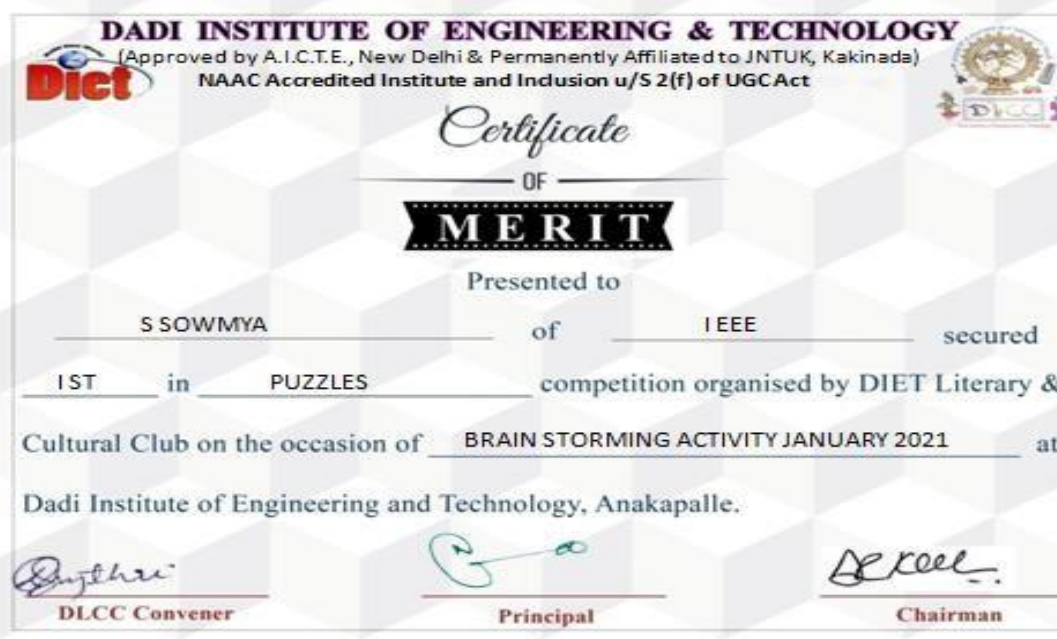 DADI INSTITUTE OF ENGINEERING & TECHNOLOGY
(Approved by A.I.C.T.E., New Delhi & Permanently Affiliated to JNTUK, Kakinada)
NAAC Accredited Institute and Inclusion u/S 2(f) of UGC Act
Diet
DLCC 2
Certificate
OF
MERIT
Presented to
S SOWMYA of I EEE secured
I ST in PUZZLES competition organised by DIET Literary &
Cultural Club on the occasion of BRAIN STORMING ACTIVITY JANUARY 2021 at
Dadi Institute of Engineering and Technology, Anakapalle.
DLCC Convener Principal Chairman